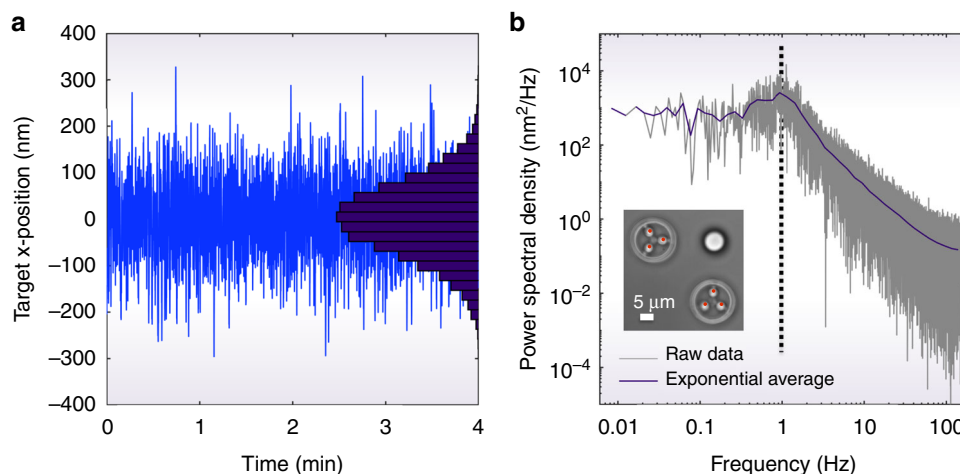 a
400
300
200
100
0
−100
−200
−300
−400
Target x-position (nm)
0 1 2 3 4
Time (min)
b
10⁴
10²
10⁰
10⁻²
10⁻⁴
Power spectral density (nm²/Hz)
5 μm
Raw data
Exponential average
0.01 0.1 1 10 100
Frequency (Hz)